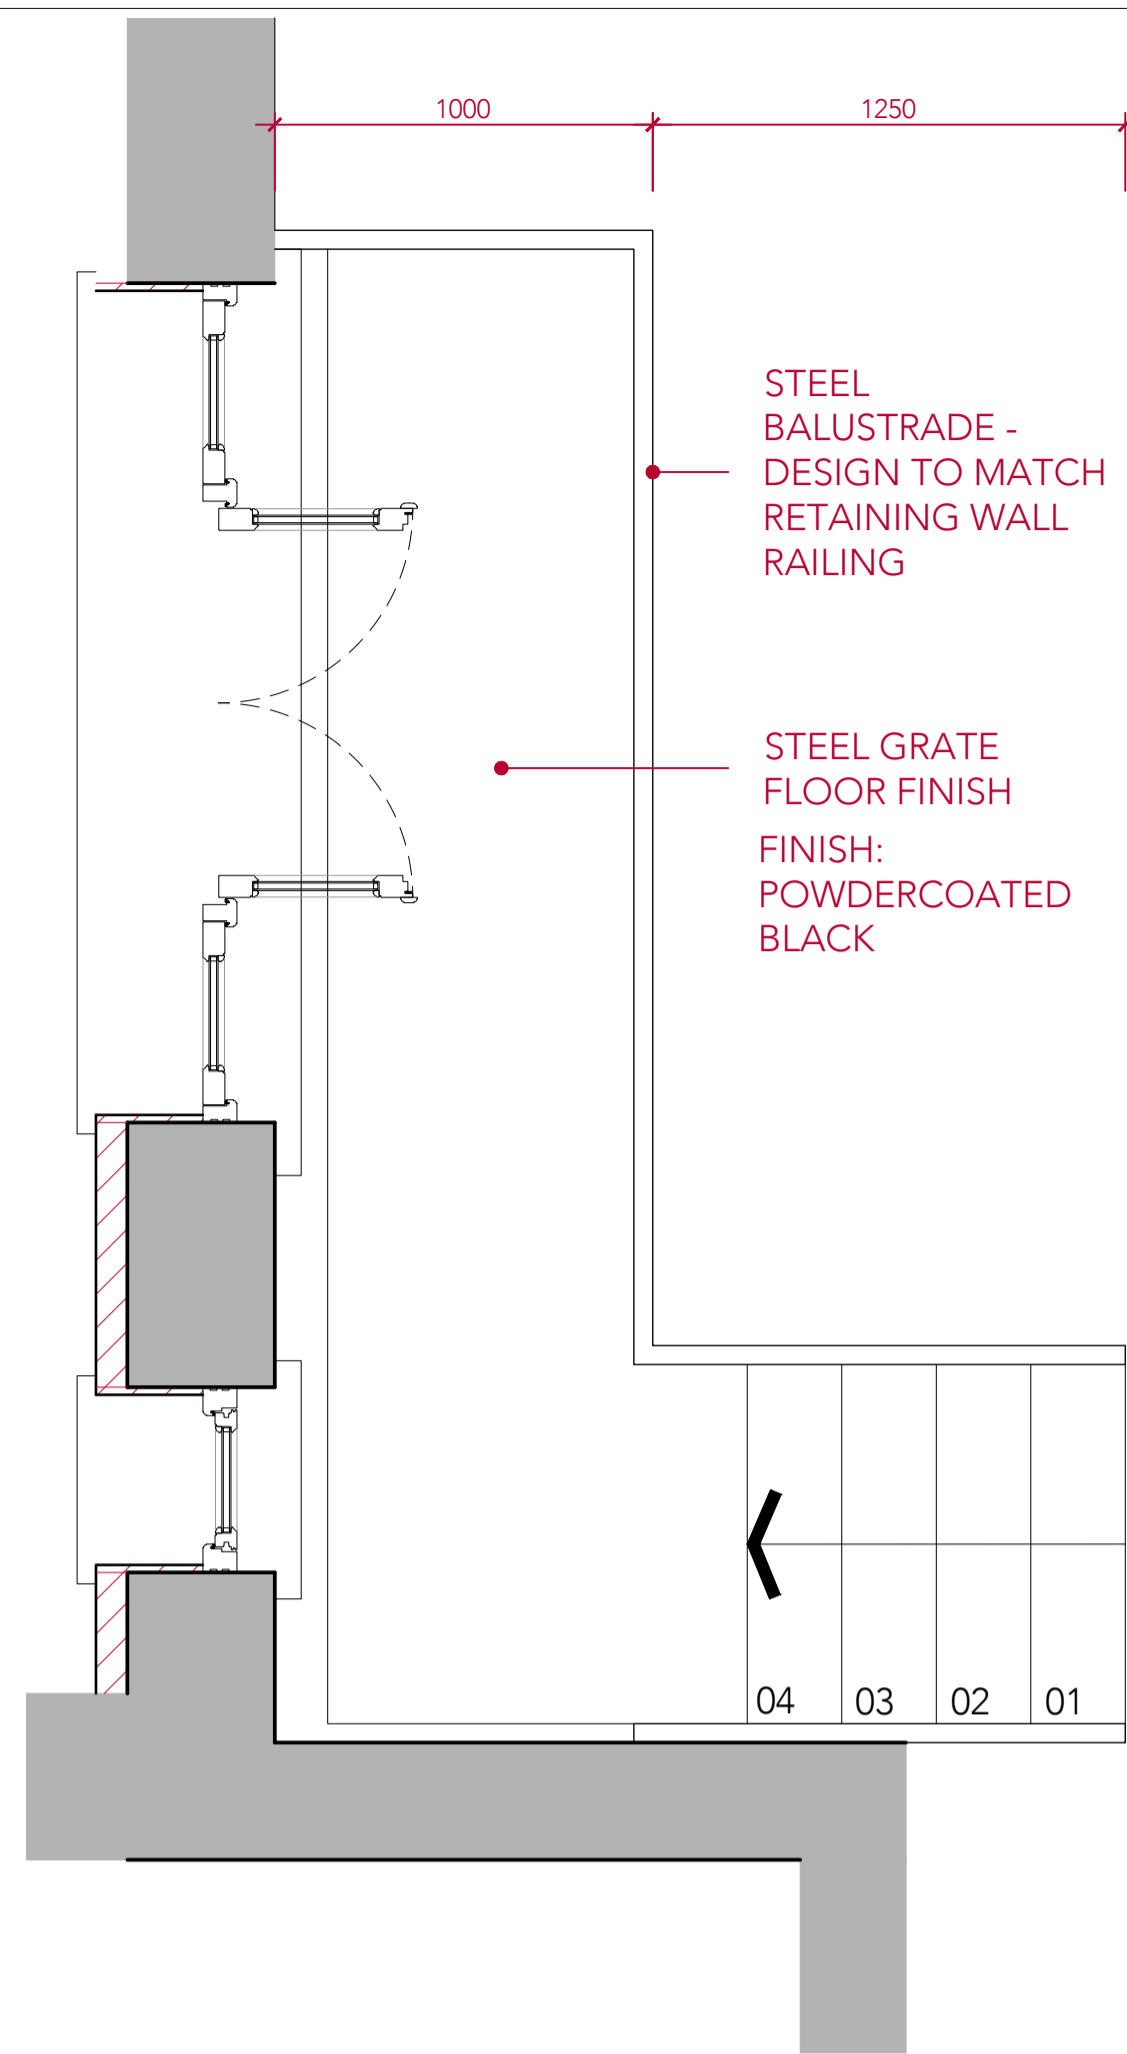 1000
1250
STEEL
BALUSTRADE -
DESIGN TO MATCH
RETAINING WALL
RAILING
STEEL GRATE
FLOOR FINISH
FINISH:
POWDERCOATED
BLACK
04
03
02
01